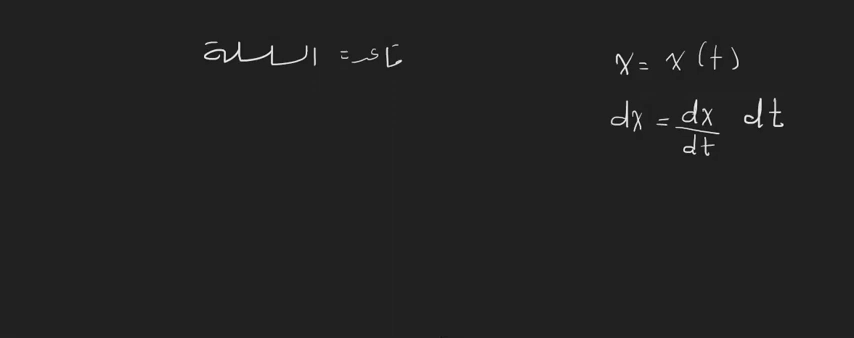 قاعدة السلسلة
x = x(t)
dx = dx/dt dt